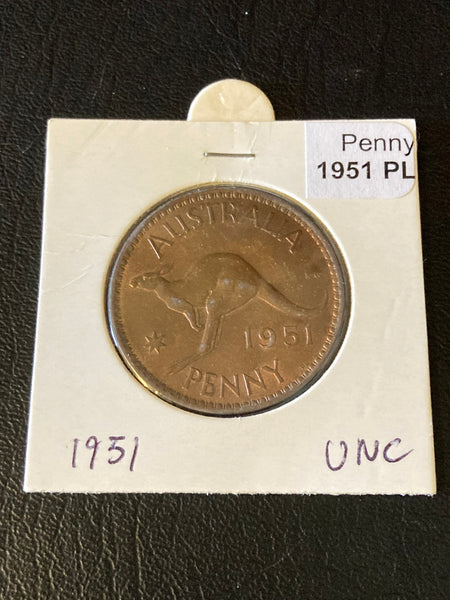 Penny
1951 PL
AUSTRALIA
1951
PENNY
1951 UNC